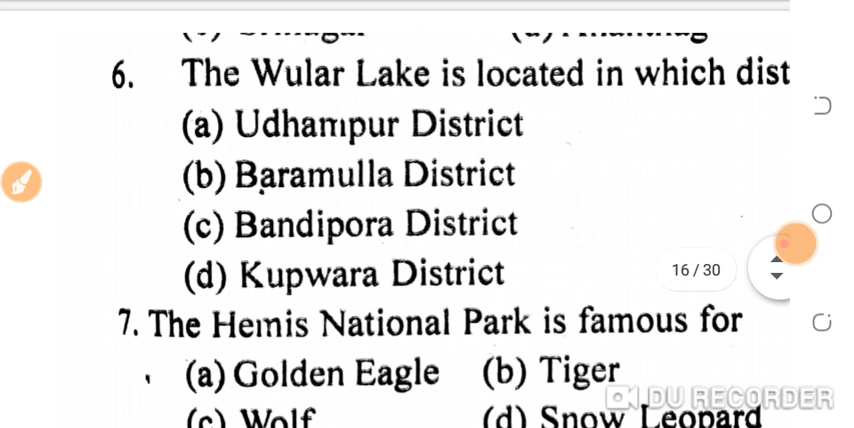 6. The Wular Lake is located in which dist
(a) Udhampur District
(b) Baramulla District
(c) Bandipora District
(d) Kupwara District
16 / 30
7. The Hemis National Park is famous for
(a) Golden Eagle (b) Tiger
DU RECORDER
(c) Wolf (d) Snow Leopard